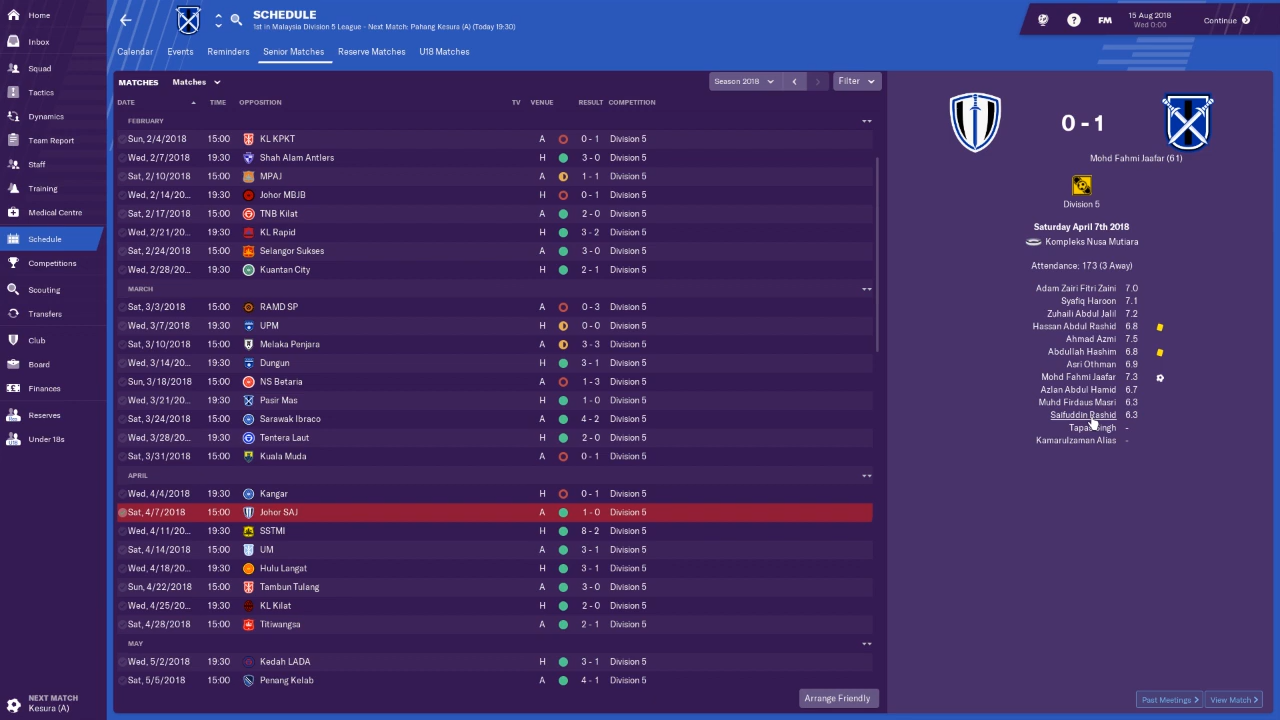 Home
Inbox
Squad
Tactics
Dynamics
Team Report
Staff
Training
Medical Centre
Schedule
Competitions
Scouting
Transfers
Club
Board
Finances
Reserves
Under 18s
NEXT MATCH
Kesura (A)
SCHEDULE
1st in Malaysia Division 5 League - Next Match: Pahang Kesura (A) (Today 19:30)
? FM 15 Aug 2018 Continue
Wed 0:00
Calendar Events Reminders Senior Matches Reserve Matches U18 Matches
MATCHES Matches Season 2018 Filter
DATE TIME OPPOSITION TV VENUE RESULT COMPETITION
FEBRUARY
Sun, 2/4/2018 15:00 KL KPKT A 0 - 1 Division 5
Wed, 2/7/2018 19:30 Shah Alam Antlers H 3 - 0 Division 5
Sat, 2/10/2018 15:00 MPAJ A 1 - 1 Division 5
Wed, 2/14/20... 19:30 Johor MBJB H 0 - 1 Division 5
Sat, 2/17/2018 15:00 TNB Kilat A 2 - 0 Division 5
Wed, 2/21/20... 19:30 KL Rapid H 3 - 2 Division 5
Sat, 2/24/2018 15:00 Selangor Sukses A 3 - 0 Division 5
Wed, 2/28/20... 19:30 Kuantan City H 2 - 1 Division 5
MARCH
Sat, 3/3/2018 15:00 RAMD SP A 0 - 3 Division 5
Wed, 3/7/2018 19:30 UPM H 0 - 0 Division 5
Sat, 3/10/2018 15:00 Melaka Penjara A 3 - 3 Division 5
Wed, 3/14/20... 19:30 Dungun H 3 - 1 Division 5
Sun, 3/18/2018 15:00 NS Betaria A 1 - 3 Division 5
Wed, 3/21/20... 19:30 Pasir Mas H 1 - 0 Division 5
Sat, 3/24/2018 15:00 Sarawak Ibraco A 4 - 2 Division 5
Wed, 3/28/20... 19:30 Tentera Laut H 2 - 0 Division 5
Sat, 3/31/2018 15:00 Kuala Muda A 0 - 1 Division 5
APRIL
Wed, 4/4/2018 19:30 Kangar H 0 - 1 Division 5
Sat, 4/7/2018 15:00 Johor SAJ A 1 - 0 Division 5
Wed, 4/11/20... 19:30 SSTMI H 8 - 2 Division 5
Sat, 4/14/2018 15:00 UM A 3 - 1 Division 5
Wed, 4/18/20... 19:30 Hulu Langat H 3 - 1 Division 5
Sun, 4/22/2018 15:00 Tambun Tulang A 3 - 0 Division 5
Wed, 4/25/20... 19:30 KL Kilat H 2 - 0 Division 5
Sat, 4/28/2018 15:00 Titiwangsa A 2 - 1 Division 5
MAY
Wed, 5/2/2018 19:30 Kedah LADA H 3 - 1 Division 5
Sat, 5/5/2018 15:00 Penang Kelab A 4 - 1 Division 5
Arrange Friendly
0 - 1
Mohd Fahmi Jaafar (61)
Division 5
Saturday April 7th 2018
Kompleks Nusa Mutiara
Attendance: 173 (3 Away)
Adam Zairi Fitri Zaini 7.0
Syafiq Haroon 7.1
Zuhaili Abdul Jalil 7.2
Hassan Abdul Rashid 6.8
Ahmad Azmi 7.5
Abdullah Hashim 6.8
Asri Othman 6.9
Mohd Fahmi Jaafar 7.3
Azlan Abdul Hamid 6.7
Muhd Firdaus Masri 6.3
Saifuddin Rashid 6.3
Tapas Singh -
Kamarulzaman Alias -
Past Meetings View Match